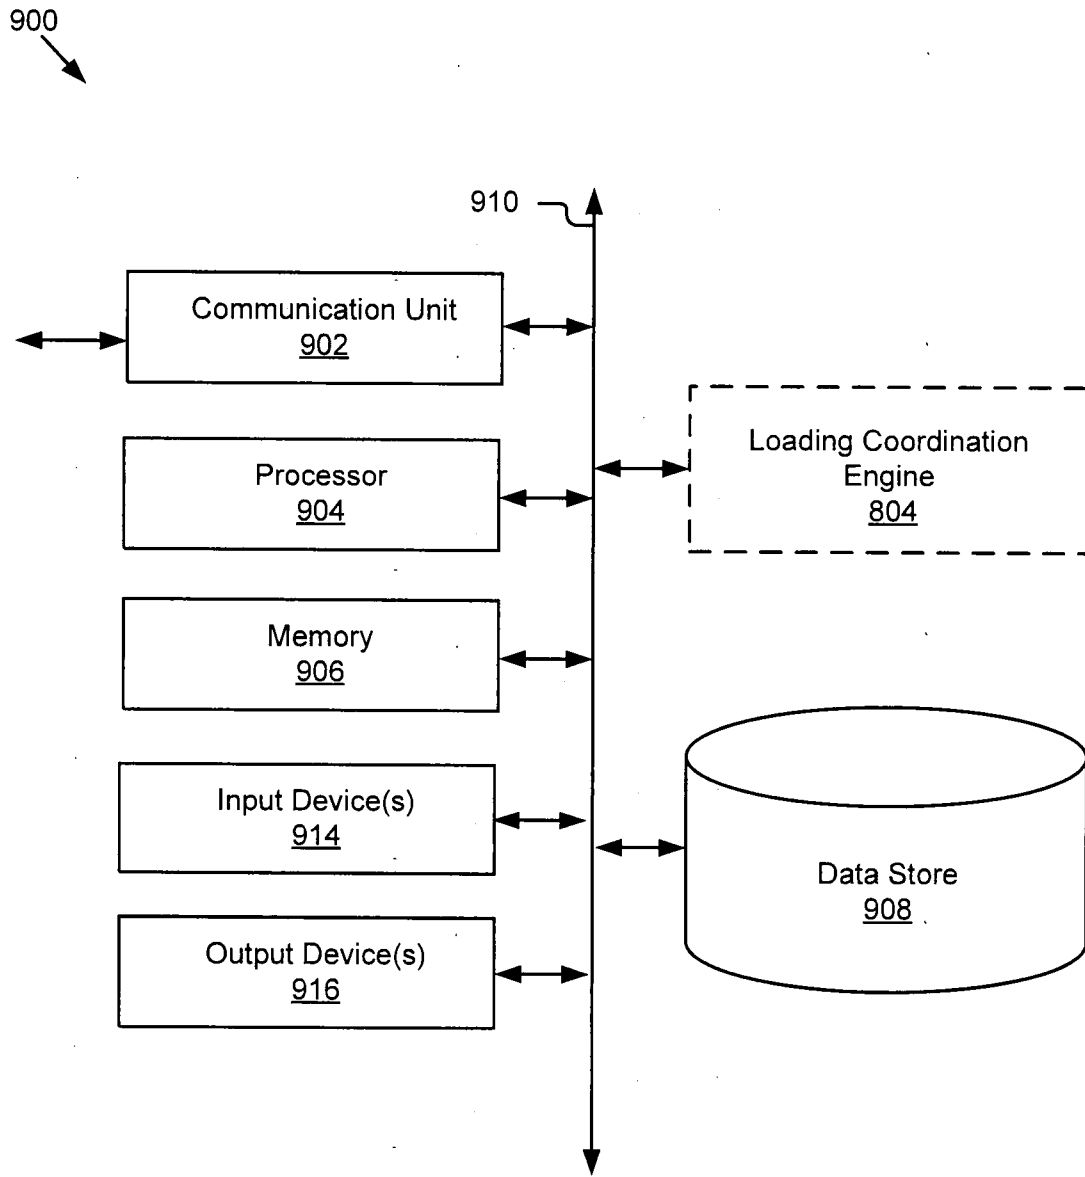 900
910
Communication Unit
902
Processor
904
Memory
906
Input Device(s)
914
Output Device(s)
916
Loading Coordination
Engine
804
Data Store
908